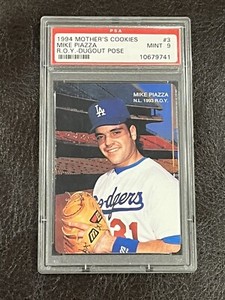 PSA
1994 MOTHER'S COOKIES #3
MIKE PIAZZA MINT 9
R.O.Y.-DUGOUT POSE
10679741
MIKE PIAZZA
N.L. 1993 R.O.Y.
LA
Dodgers
31